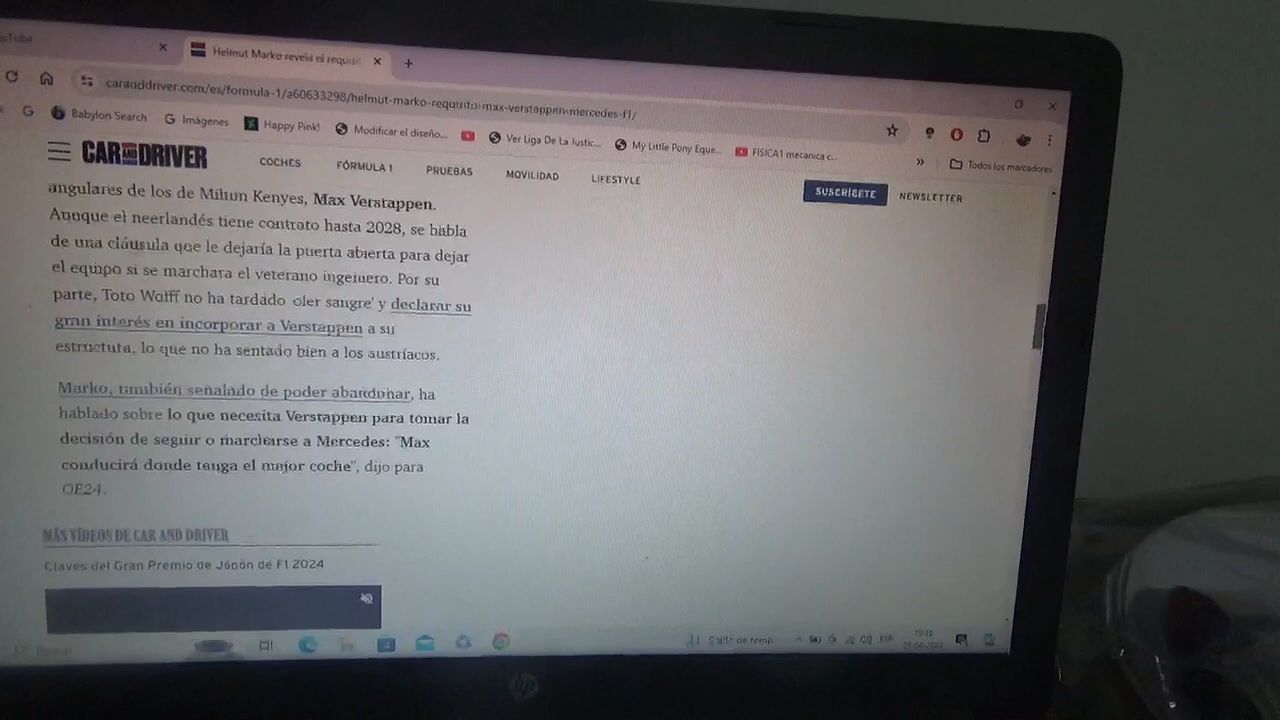 Helmut Marko revela el requisit
caranddriver.com/es/formula-1/a60633298/helmut-marko-requisito-max-verstappen-mercedes-f1/
Babylon Search
Imágenes
Happy Pink!
Modificar el diseño...
Ver Liga De La Justic...
My Little Pony Eque...
FISICA1 mecanica c...
»
Todos los marcadores
CAR AND DRIVER
COCHES
FÓRMULA 1
PRUEBAS
MOVILIDAD
LIFESTYLE
SUSCRÍBETE
NEWSLETTER
angulares de los de Milton Kenyes, Max Verstappen.
Aunque el neerlandés tiene contrato hasta 2028, se habla
de una cláusula que le dejaría la puerta abierta para dejar
el equipo si se marchara el veterano ingeniero. Por su
parte, Toto Wolff no ha tardado oler sangre' y declarar su
gran interés en incorporar a Verstappen a su
estructura, lo que no ha sentado bien a los austríacos.
Marko, también señalado de poder abandonar, ha
hablado sobre lo que necesita Verstappen para tomar la
decisión de seguir o marcharse a Mercedes: "Max
conducirá donde tenga el mejor coche", dijo para
OE24.
MÁS VÍDEOS DE CAR AND DRIVER
Claves del Gran Premio de Japón de F1 2024
ESP
hp